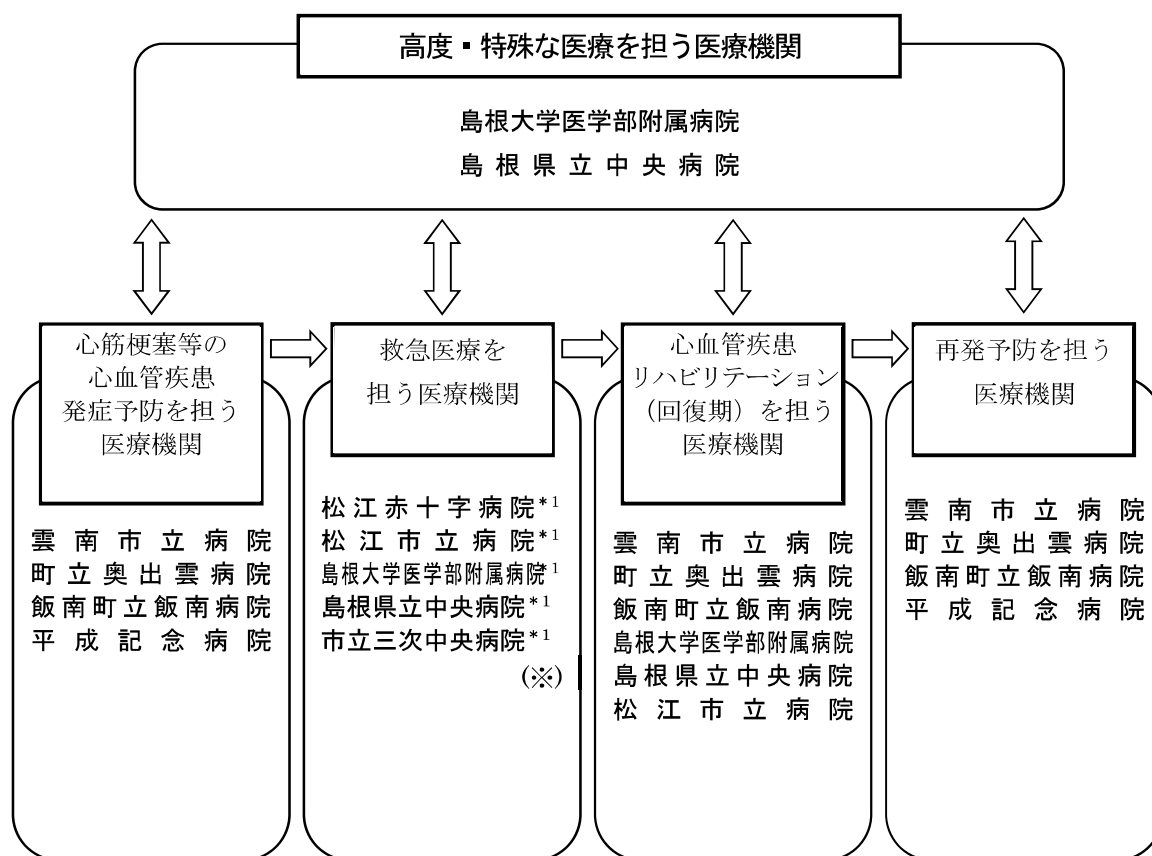 高度・特殊な医療を担う医療機関
島根大学医学部附属病院
島根県立中央病院
心筋梗塞等の
心血管疾患
発症予防を担う
医療機関
雲南市立病院
町立奥出雲病院
飯南町立飯南病院
平成記念病院
救急医療を
担う医療機関
松江赤十字病院*1
松江市立病院*1
島根大学医学部附属病院*1
島根県立中央病院*1
市立三次中央病院*1
(※)
心血管疾患
リハビリテーション
(回復期)を担う
医療機関
雲南市立病院
町立奥出雲病院
飯南町立飯南病院
島根大学医学部附属病院
島根県立中央病院
松江市立病院
再発予防を担う
医療機関
雲南市立病院
町立奥出雲病院
飯南町立飯南病院
平成記念病院